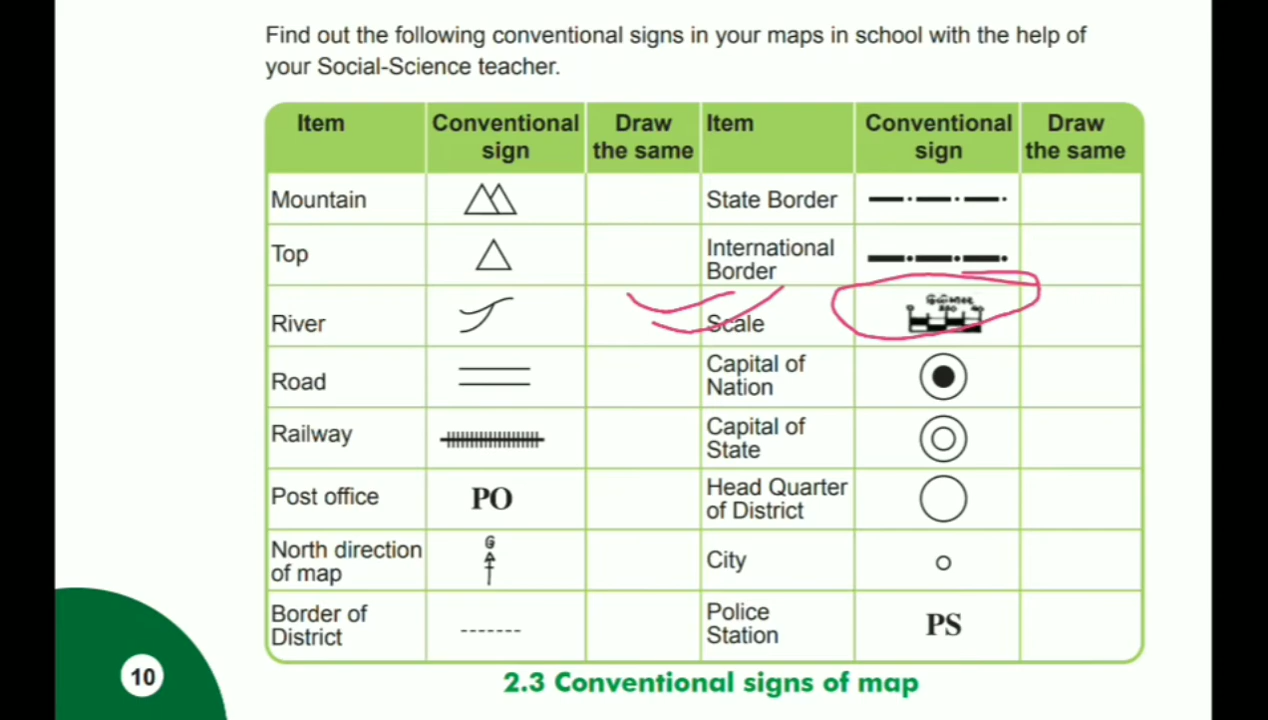 Find out the following conventional signs in your maps in school with the help of
your Social-Science teacher.
Item Conventional sign Draw the same Item Conventional sign Draw the same
Mountain State Border
Top International Border
River Scale
Road Capital of Nation
Railway Capital of State
Post office PO Head Quarter of District
North direction of map City
Border of District Police Station PS
10
2.3 Conventional signs of map